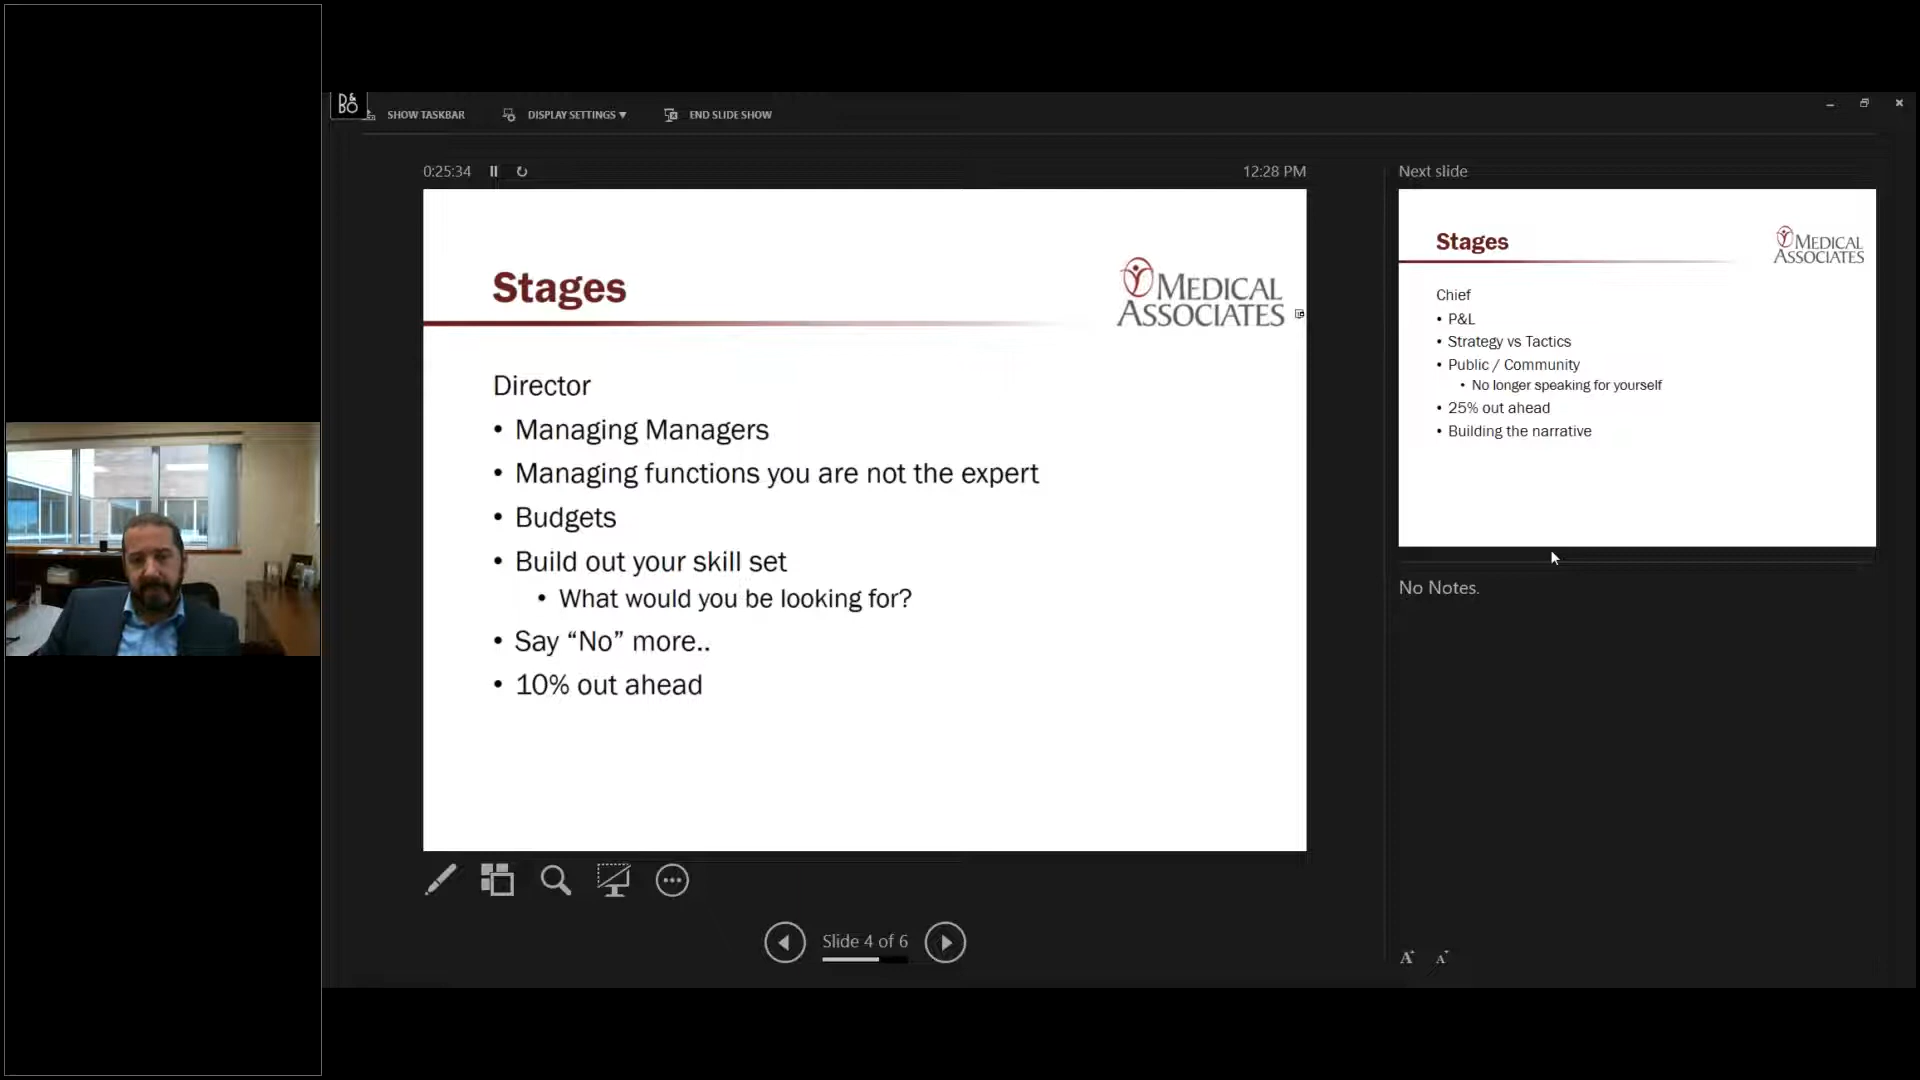 D&
BO
SHOW TASKBAR
DISPLAY SETTINGS ▾
END SLIDE SHOW
0:25:34
12:28 PM
Stages
MEDICAL
ASSOCIATES
Director
• Managing Managers
• Managing functions you are not the expert
• Budgets
• Build out your skill set
• What would you be looking for?
• Say “No” more..
• 10% out ahead
Slide 4 of 6
Next slide
Stages
MEDICAL
ASSOCIATES
Chief
• P&L
• Strategy vs Tactics
• Public / Community
• No longer speaking for yourself
• 25% out ahead
• Building the narrative
No Notes.
A A